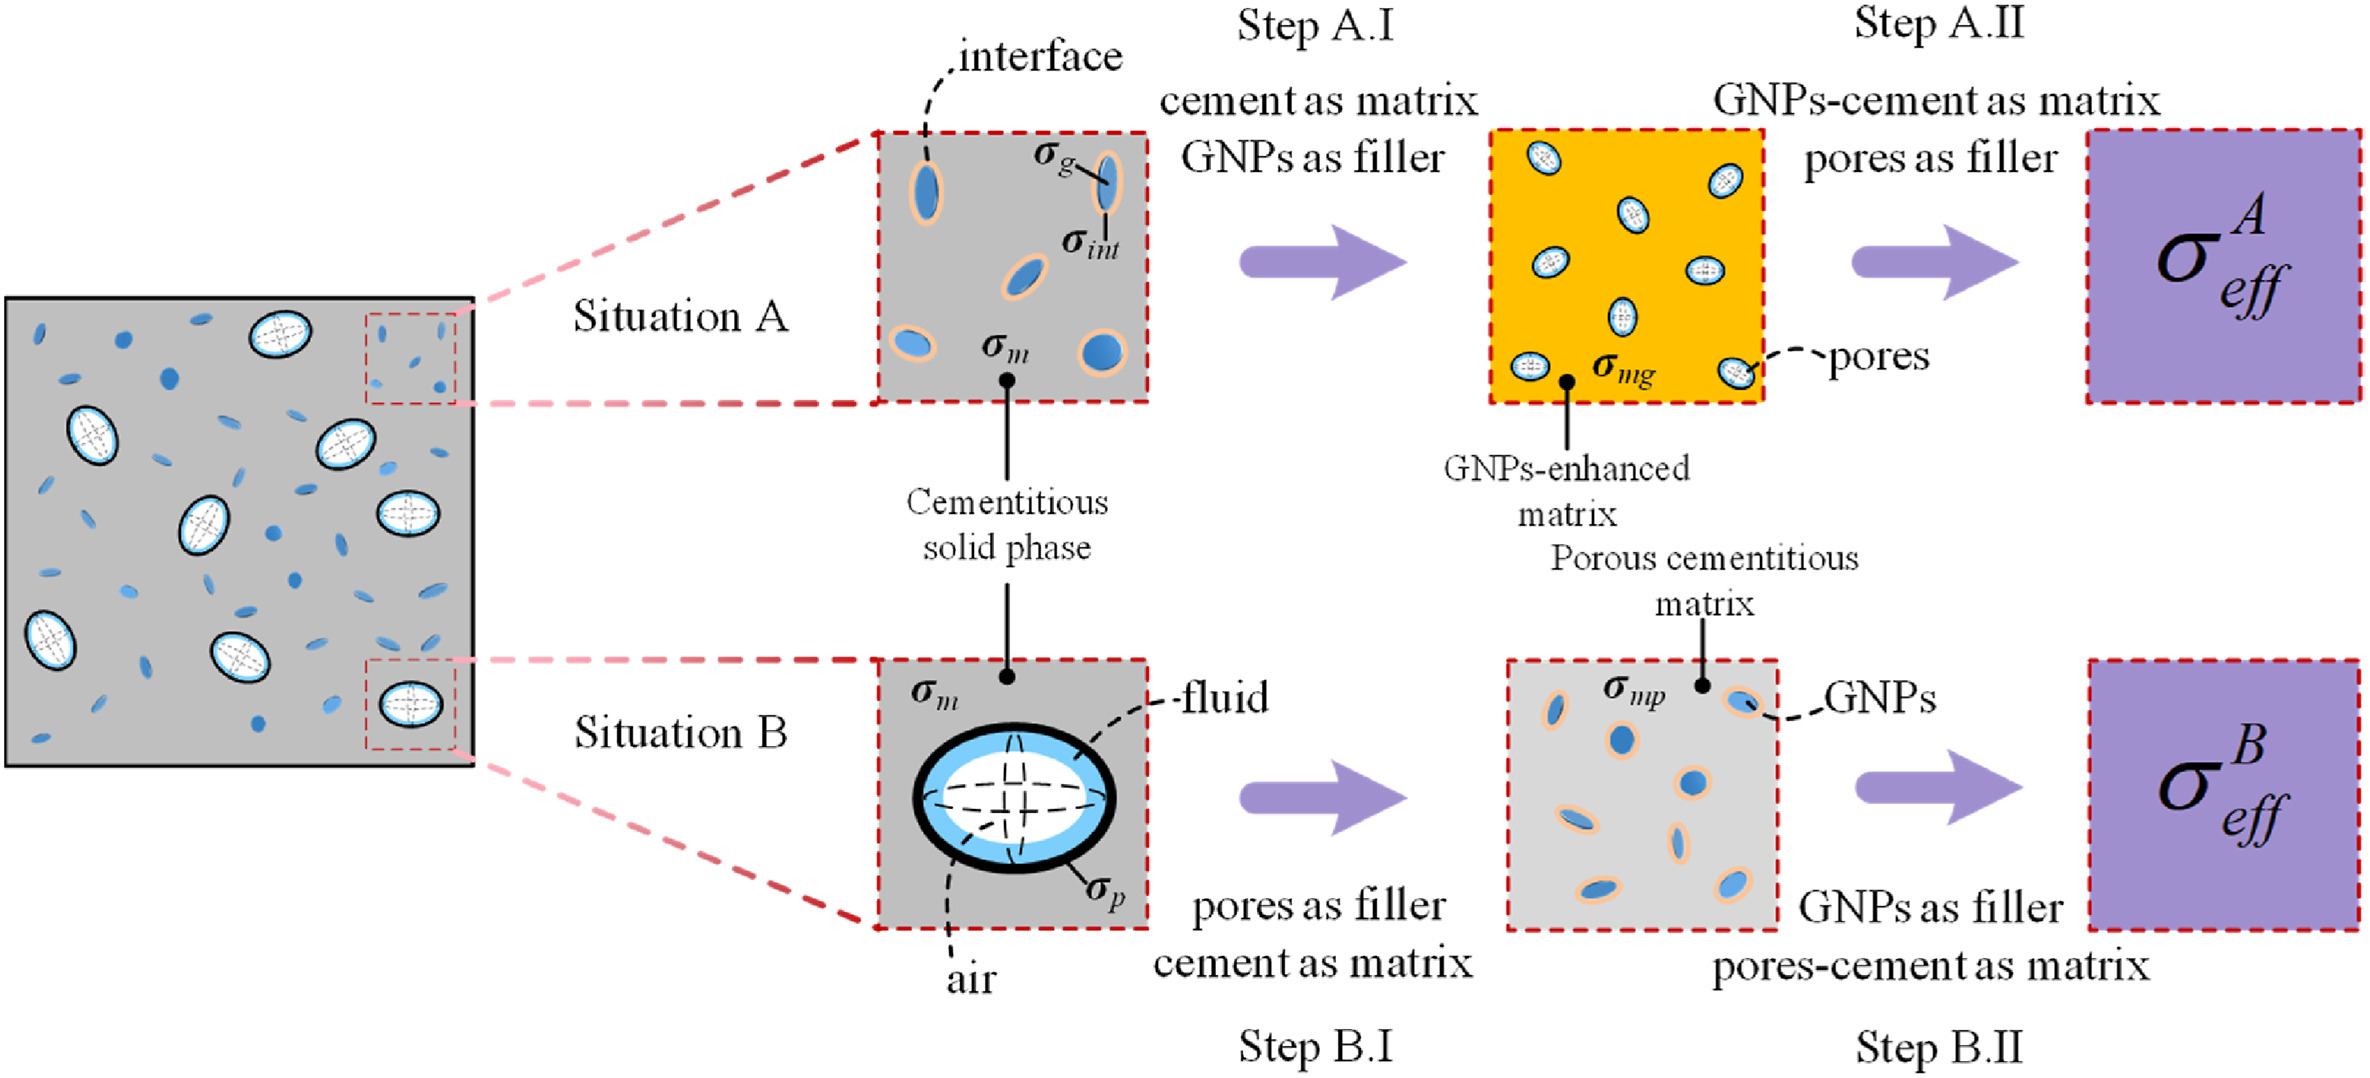 Step A.I
Step A.II
interface
cement as matrix
GNPs as filler
GNPs-cement as matrix
pores as filler
σg
σint
σm
Situation A
σmg
pores
σ^A_eff
GNPs-enhanced
matrix
Cementitious
solid phase
Porous cementitious
matrix
Situation B
σm
fluid
σp
air
σmp
GNPs
σ^B_eff
pores as filler
cement as matrix
GNPs as filler
pores-cement as matrix
Step B.I
Step B.II